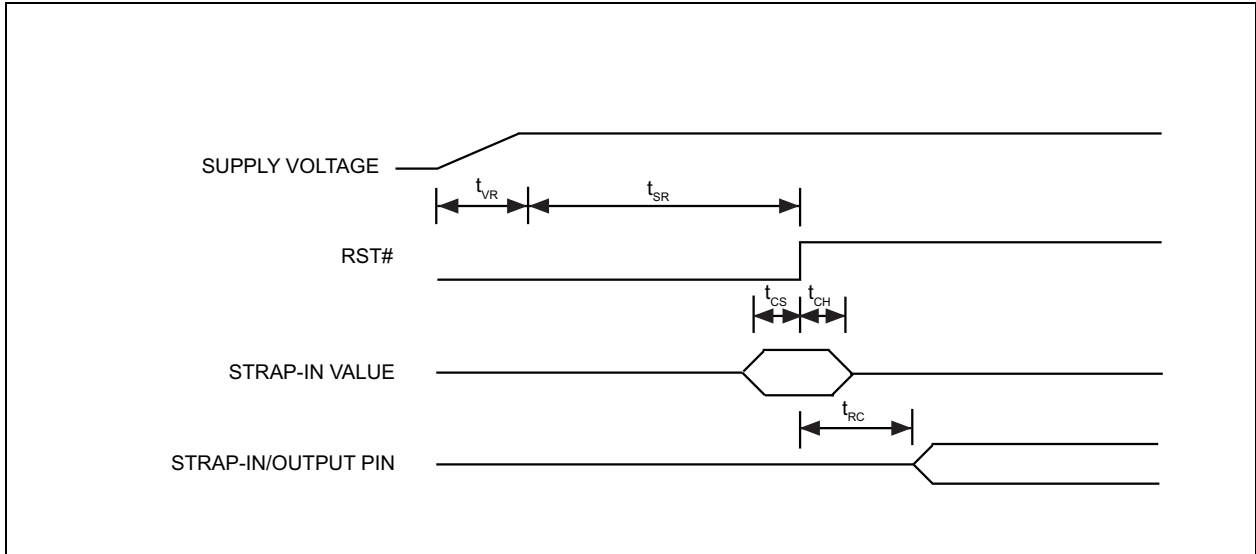 SUPPLY VOLTAGE
tVR tSR
RST#
tCS tCH
STRAP-IN VALUE
tRC
STRAP-IN/OUTPUT PIN